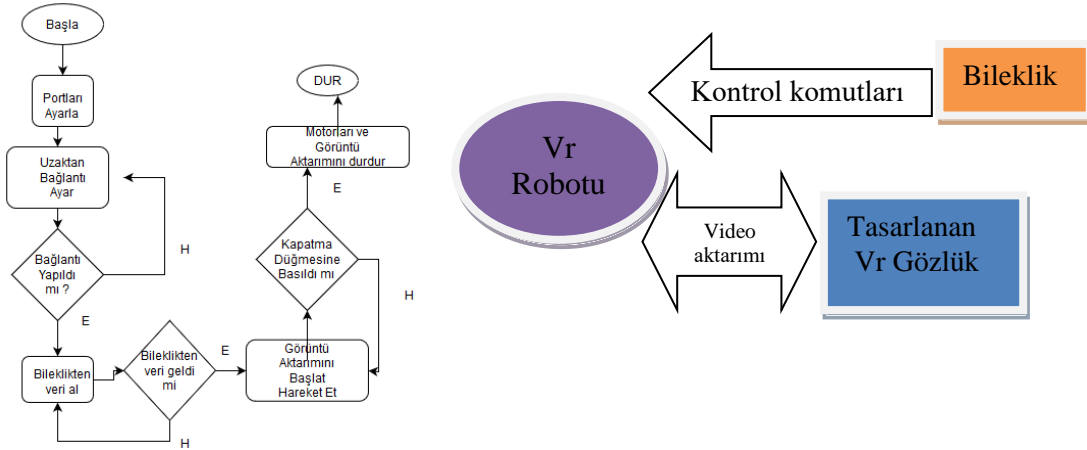 Başla
Portları
Ayarla
Uzaktan
Bağlantı
Ayar
Bağlantı
Yapıldı
mı ?
H
E
Bileklikten
veri al
Bileklikten
veri geldi
mi
E
H
Görüntü
Aktarımını
Başlat
Hareket Et
Kapatma
Düğmesine
Basıldı mı
H
E
Motorları ve
Görüntü
Aktarımını durdur
DUR
Vr
Robotu
Kontrol komutları
Bileklik
Video
aktarımı
Tasarlanan
Vr Gözlük